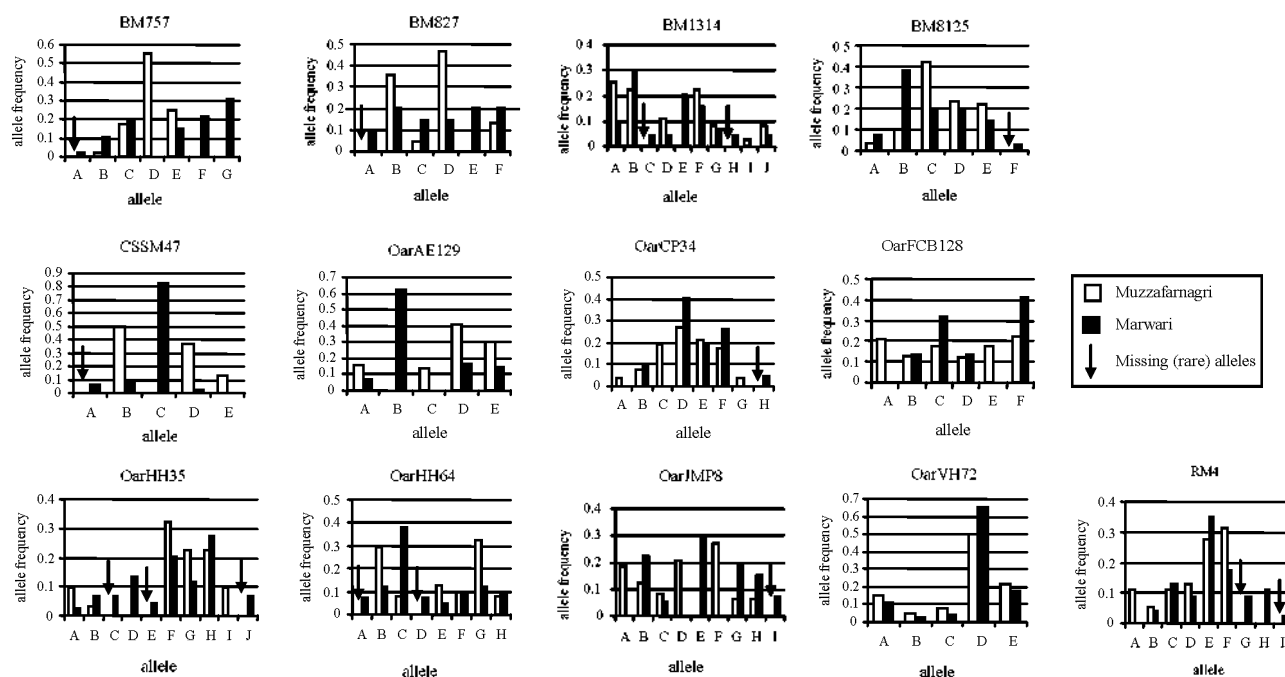 BM757
BM827
BM1314
BM8125
allele frequency
0.6
0.5
0.4
0.3
0.2
0.1
0
A B C D E F G
allele
allele frequency
0.5
0.4
0.3
0.2
0.1
0
A B C D E F
allele
allele frequency
0.4
0.3
0.2
0.1
0
A B C D E F G H I J
allele
allele frequency
0.5
0.4
0.3
0.2
0.1
0
A B C D E F
allele
CSSM47
OarAE129
OarCP34
OarFCB128
allele frequency
0.9
0.8
0.7
0.6
0.5
0.4
0.3
0.2
0.1
0
A B C D E
allele
allele frequency
0.7
0.6
0.5
0.4
0.3
0.2
0.1
0
A B C D E
allele
allele frequency
0.5
0.4
0.3
0.2
0.1
0
A B C D E F G H
allele
allele frequency
0.5
0.4
0.3
0.2
0.1
0
A B C D E F
allele
Muzzafarnagri
Marwari
Missing (rare) alleles
OarHH35
OarHH64
OarJMP8
OarVH72
RM4
allele frequency
0.4
0.3
0.2
0.1
0
A B C D E F G H I J
allele
allele frequency
0.5
0.4
0.3
0.2
0.1
0
A B C D E F G H
allele
allele frequency
0.4
0.3
0.2
0.1
0
A B C D E F G H I
allele
allele frequency
0.7
0.6
0.5
0.4
0.3
0.2
0.1
0
A B C D E
allele
allele frequency
0.4
0.3
0.2
0.1
0
A B C D E F G H I
allele